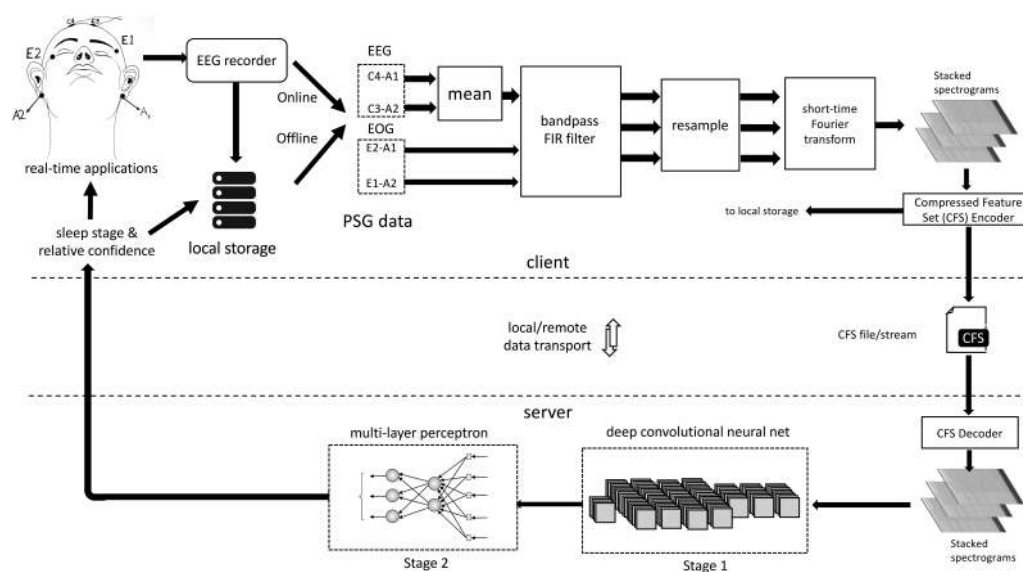 C4
E3
E2
E1
A2
A₁
real-time applications
EEG recorder
Online
Offline
local storage
sleep stage &
relative confidence
EEG
C4-A1
C3-A2
EOG
E2-A1
E1-A2
PSG data
mean
bandpass
FIR filter
resample
short-time
Fourier
transform
Stacked
spectrograms
to local storage
Compressed Feature
Set (CFS) Encoder
client
local/remote
data transport
CFS file/stream
CFS
server
multi-layer perceptron
deep convolutional neural net
CFS Decoder
Stage 2
Stage 1
Stacked
spectrograms